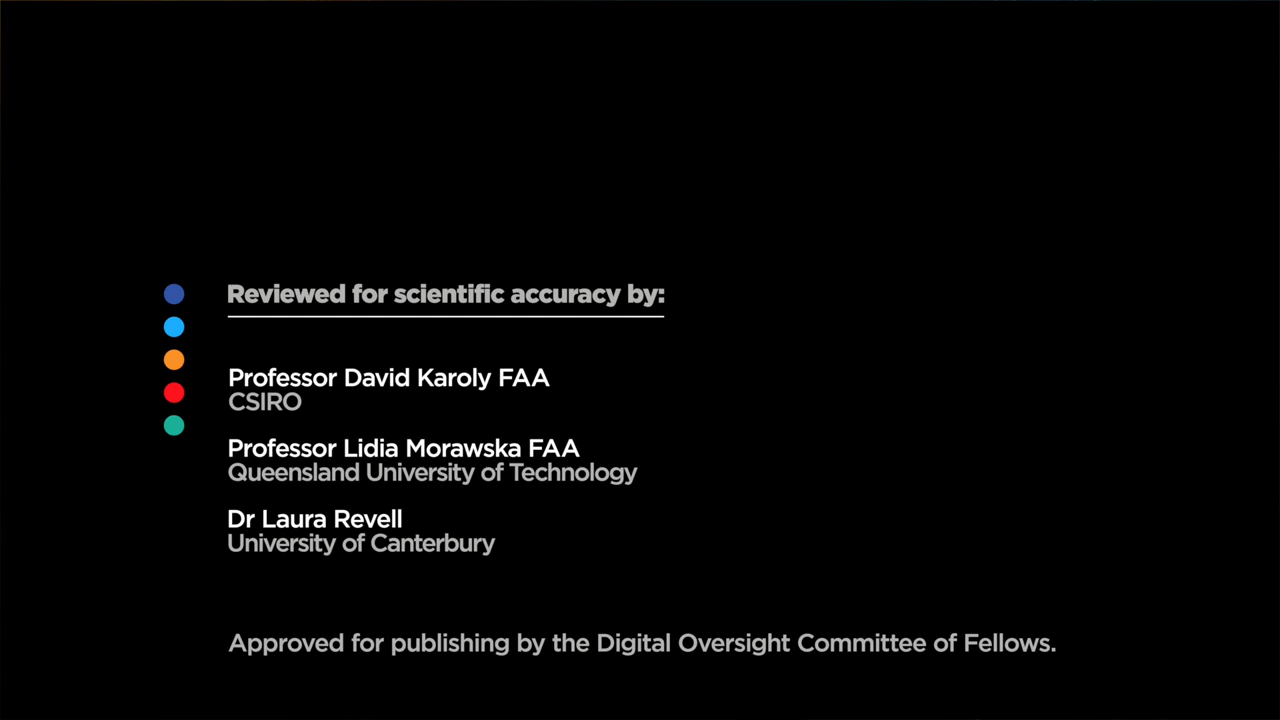 Reviewed for scientific accuracy by:
Professor David Karoly FAA
CSIRO
Professor Lidia Morawska FAA
Queensland University of Technology
Dr Laura Revell
University of Canterbury
Approved for publishing by the Digital Oversight Committee of Fellows.